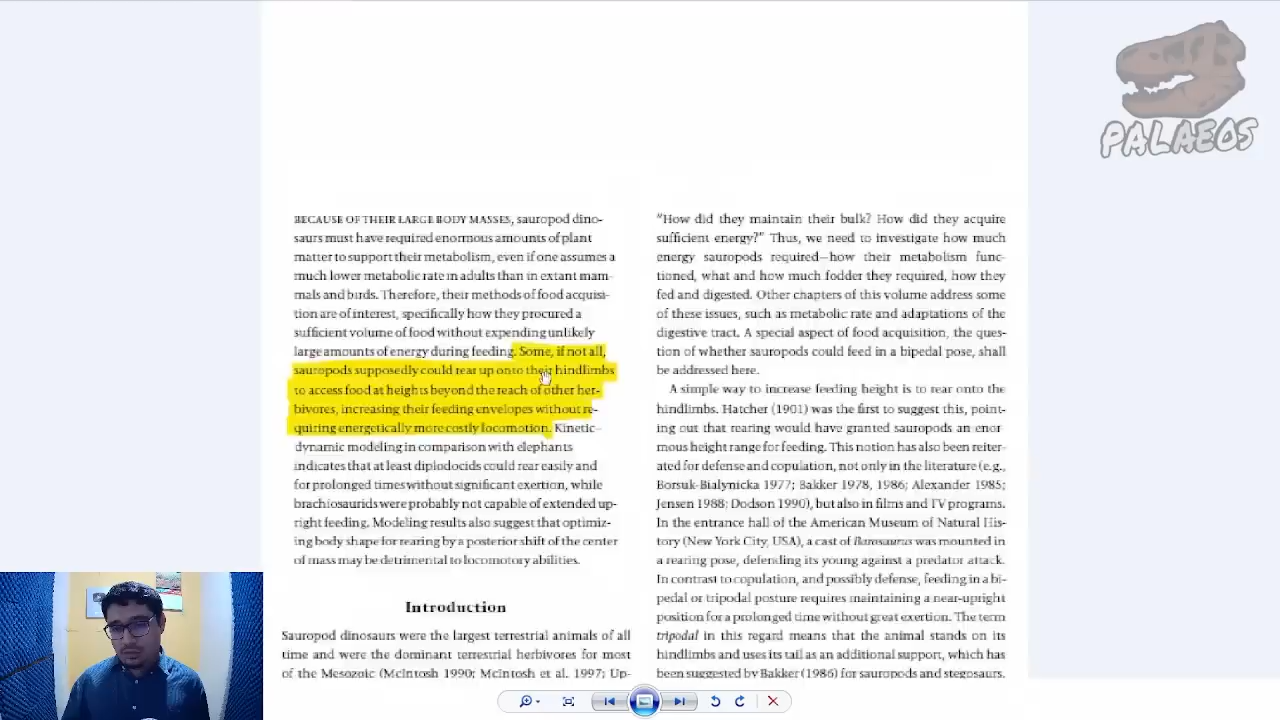 BECAUSE OF THEIR LARGE BODY MASSES, sauropod dino-
saurs must have required enormous amounts of plant
matter to support their metabolism, even if one assumes a
much lower metabolic rate in adults than in extant mam-
mals and birds. Therefore, their methods of food acquisi-
tion are of interest, specifically how they procured a
sufficient volume of food without expending unlikely
large amounts of energy during feeding. Some, if not all,
sauropods supposedly could rear up onto their hindlimbs
to access food at heights beyond the reach of other her-
bivores, increasing their feeding envelopes without re-
quiring energetically more costly locomotion. Kinetic-
dynamic modeling in comparison with elephants
indicates that at least diplodocids could rear easily and
for prolonged times without significant exertion, while
brachiosaurids were probably not capable of extended up-
right feeding. Modeling results also suggest that optimiz-
ing body shape for rearing by a posterior shift of the center
of mass may be detrimental to locomotory abilities.
Introduction
Sauropod dinosaurs were the largest terrestrial animals of all
time and were the dominant terrestrial herbivores for most
of the Mesozoic (McIntosh 1990; McIntosh et al. 1997; Up-
"How did they maintain their bulk? How did they acquire
sufficient energy?" Thus, we need to investigate how much
energy sauropods required—how their metabolism func-
tioned, what and how much fodder they required, how they
fed and digested. Other chapters of this volume address some
of these issues, such as metabolic rate and adaptations of the
digestive tract. A special aspect of food acquisition, the ques-
tion of whether sauropods could feed in a bipedal pose, shall
be addressed here.
A simple way to increase feeding height is to rear onto the
hindlimbs. Hatcher (1901) was the first to suggest this, point-
ing out that rearing would have granted sauropods an enor-
mous height range for feeding. This notion has also been reiter-
ated for defense and copulation, not only in the literature (e.g.,
Borsuk-Bialynicka 1977; Bakker 1978, 1986; Alexander 1985;
Jensen 1988; Dodson 1990), but also in films and TV programs.
In the entrance hall of the American Museum of Natural His-
tory (New York City, USA), a cast of Barosaurus was mounted in
a rearing pose, defending its young against a predator attack.
In contrast to copulation, and possibly defense, feeding in a bi-
pedal or tripodal posture requires maintaining a near-upright
position for a prolonged time without great exertion. The term
tripodal in this regard means that the animal stands on its
hindlimbs and uses its tail as an additional support, which has
been suggested by Bakker (1986) for sauropods and stegosaurs.
PALAEOS